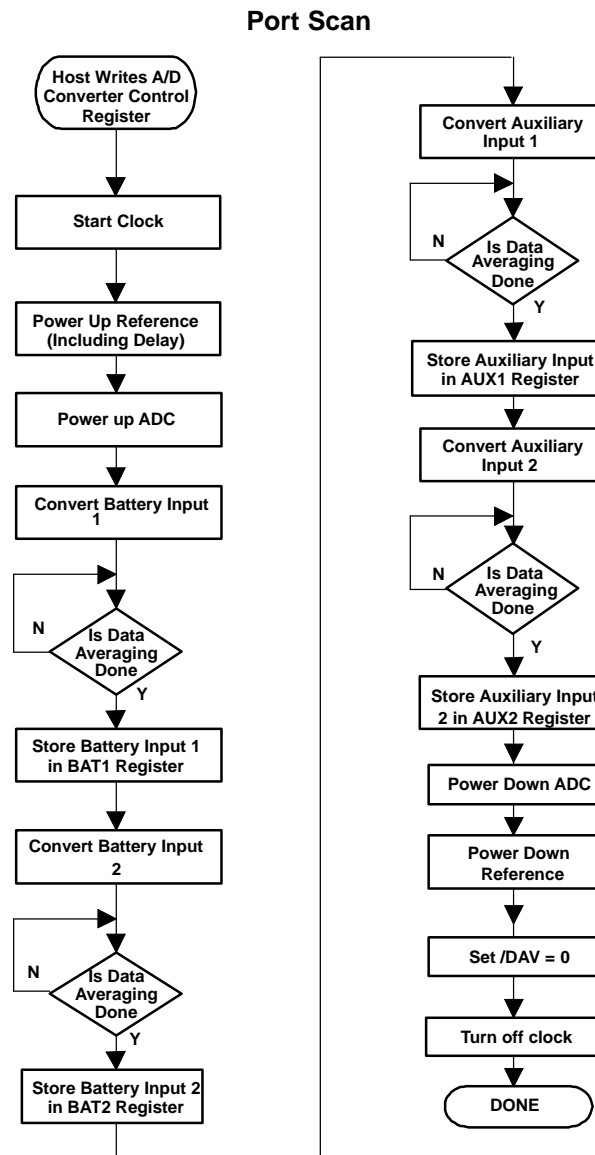 Port Scan
Host Writes A/D
Converter Control
Register
Start Clock
Power Up Reference
(Including Delay)
Power up ADC
Convert Battery Input
1
N
Is Data
Averaging
Done
Y
Store Battery Input 1
in BAT1 Register
Convert Battery Input
2
N
Is Data
Averaging
Done
Y
Store Battery Input 2
in BAT2 Register
Convert Auxiliary
Input 1
N
Is Data
Averaging
Done
Y
Store Auxiliary Input
in AUX1 Register
Convert Auxiliary
Input 2
N
Is Data
Averaging
Done
Y
Store Auxiliary Input
2 in AUX2 Register
Power Down ADC
Power Down
Reference
Set /DAV = 0
Turn off clock
DONE